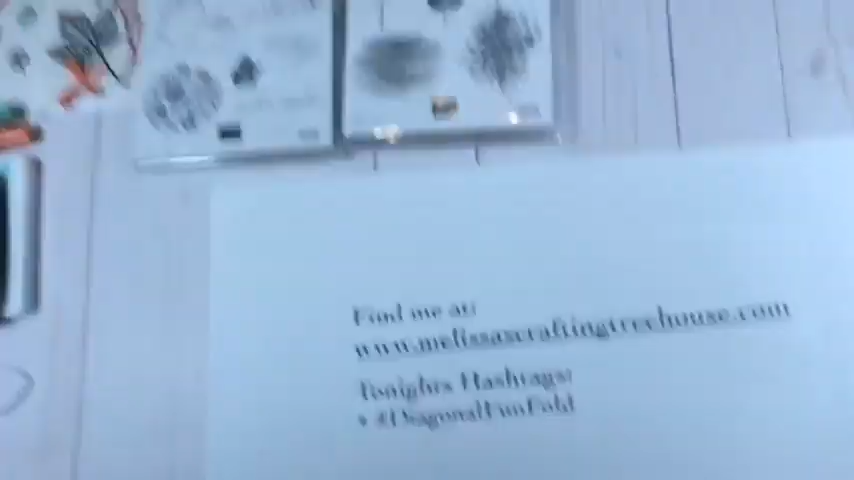 Find me at:
www.melissascraftingtreehouse.com
Tonights Hashtags:
• #DiagonalFunFold